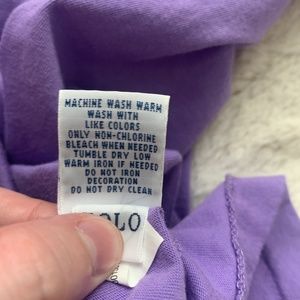 MACHINE WASH WARM
WASH WITH
LIKE COLORS
ONLY NON-CHLORINE
BLEACH WHEN NEEDED
TUMBLE DRY LOW
WARM IRON IF NEEDED
DO NOT IRON
DECORATION
DO NOT DRY CLEAN
OLO